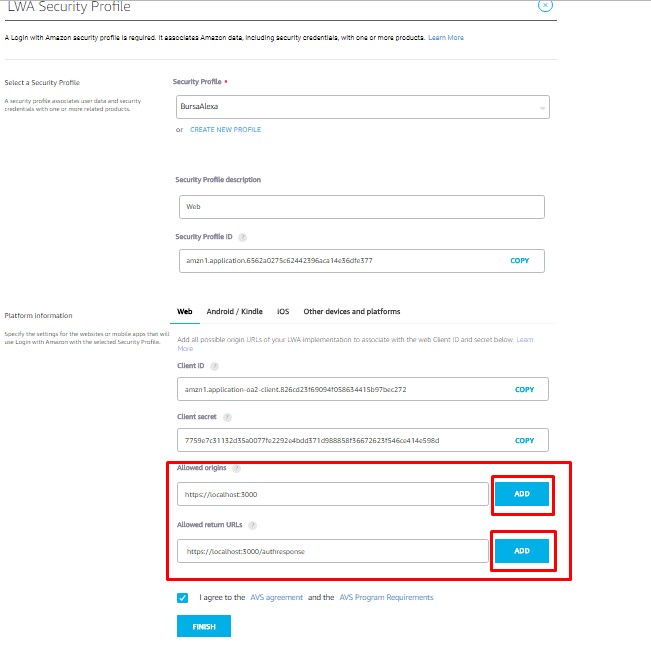 LWA Security Profile
A Login with Amazon security profile is required. It associates Amazon data, including security credentials, with one or more products. Learn More
Select a Security Profile
A security profile associates user data and security
credentials with one or more related products.
Security Profile •
BursaAlexa
or CREATE NEW PROFILE
Security Profile description
Web
Security Profile ID ?
amzn1.application.6562a0275c62442396aca14e36dfe377 COPY
Platform information
Specify the settings for the websites or mobile apps that will
use Login with Amazon with the selected Security Profile.
Web Android / Kindle iOS Other devices and platforms
Add all possible origin URLs of your LWA implementation to associate with the web Client ID and secret below. Learn
More
Client ID ?
amzn1.application-oa2-client.826cd23f69094f058634415b97bec272 COPY
Client secret ?
7759e7c31132d35a0077fe2292e4bdd371d988858f36672623f546ce414e598d COPY
Allowed origins ?
https://localhost:3000 ADD
Allowed return URLs ?
https://localhost:3000/authresponse ADD
I agree to the AVS agreement and the AVS Program Requirements
FINISH